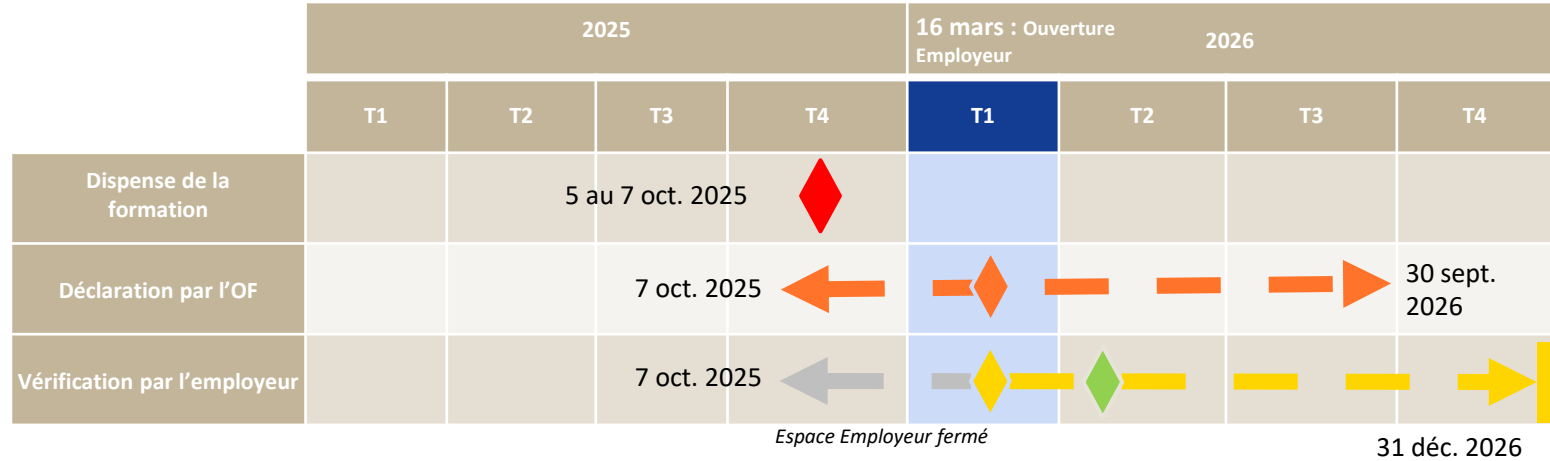 2025
16 mars : Ouverture
Employeur
2026
T1
T2
T3
T4
T1
T2
T3
T4
Dispense de la
formation
5 au 7 oct. 2025
Déclaration par l’OF
7 oct. 2025
30 sept.
2026
Vérification par l’employeur
7 oct. 2025
Espace Employeur fermé
31 déc. 2026